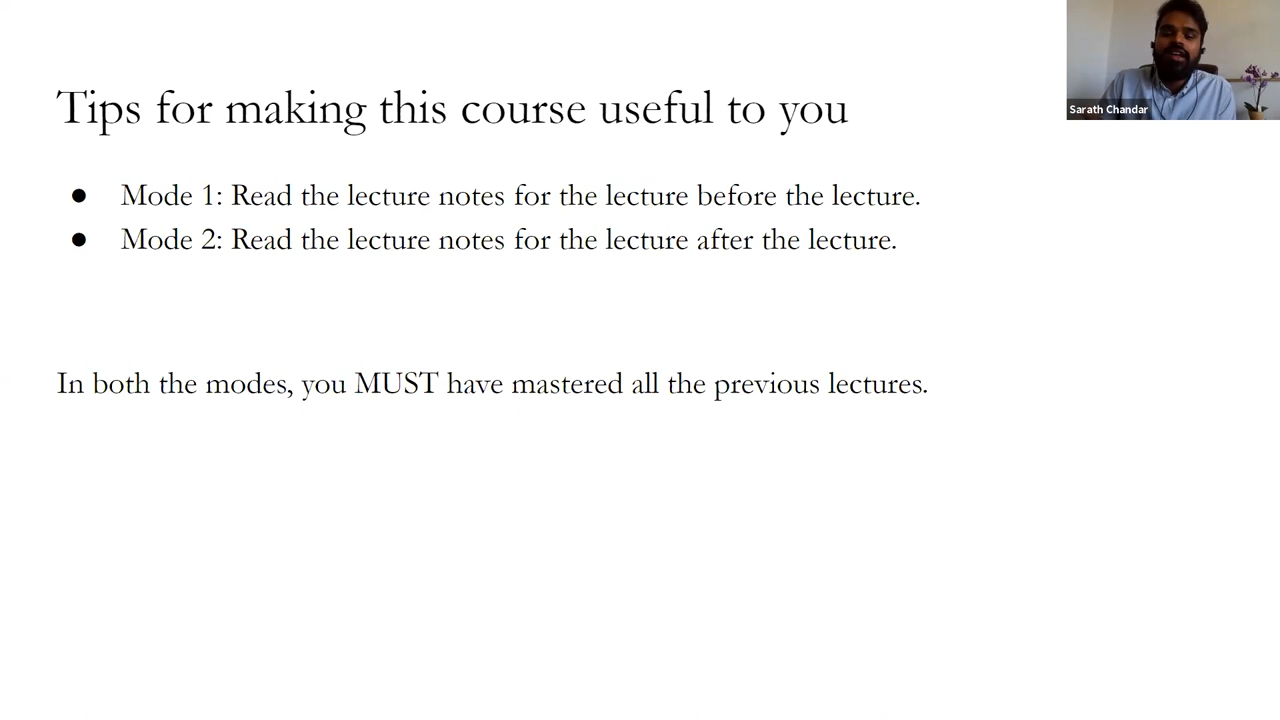 Sarath Chandar
Tips for making this course useful to you
● Mode 1: Read the lecture notes for the lecture before the lecture.
● Mode 2: Read the lecture notes for the lecture after the lecture.
In both the modes, you MUST have mastered all the previous lectures.